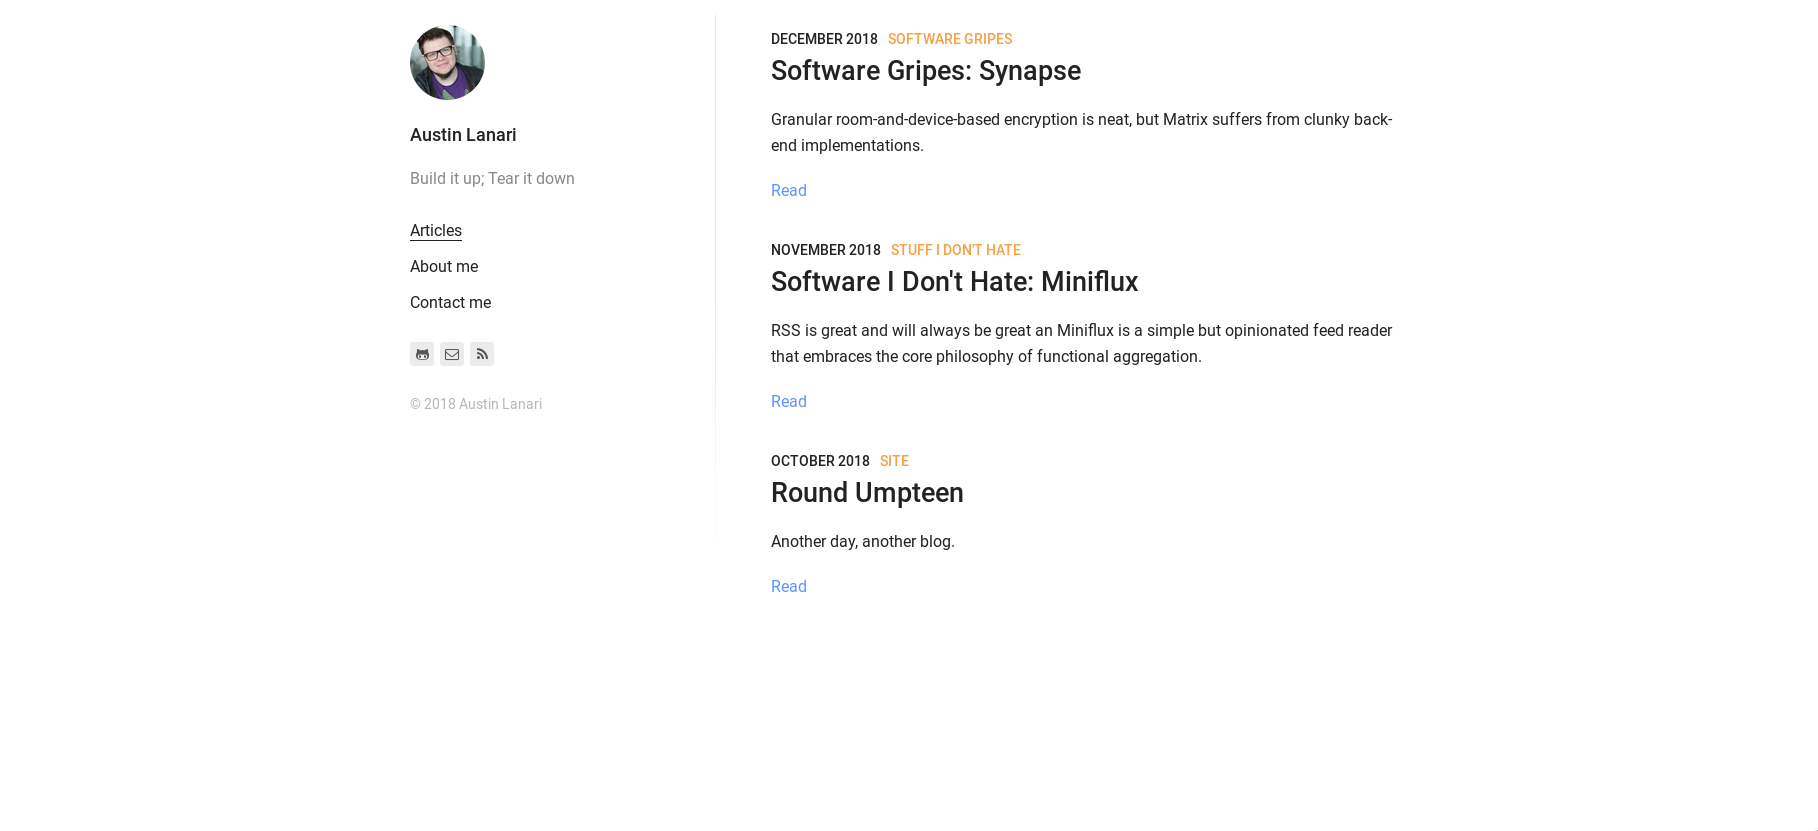 Austin Lanari
Build it up; Tear it down
Articles
About me
Contact me
© 2018 Austin Lanari
DECEMBER 2018 SOFTWARE GRIPES
Software Gripes: Synapse
Granular room-and-device-based encryption is neat, but Matrix suffers from clunky back-
end implementations.
Read
NOVEMBER 2018 STUFF I DON'T HATE
Software I Don't Hate: Miniflux
RSS is great and will always be great an Miniflux is a simple but opinionated feed reader
that embraces the core philosophy of functional aggregation.
Read
OCTOBER 2018 SITE
Round Umpteen
Another day, another blog.
Read